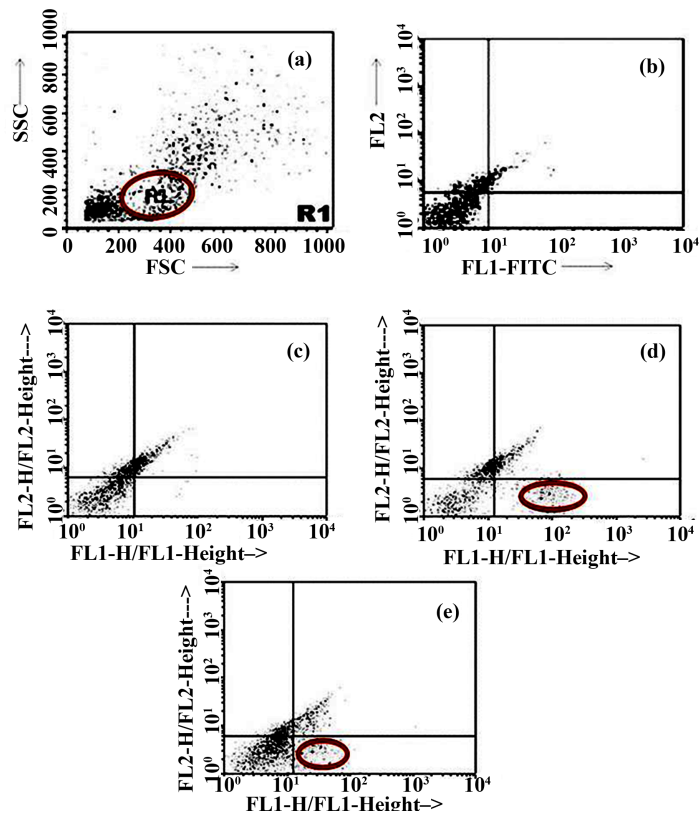 (a)
SSC
1000
800
600
400
200
0
R1
R1
0 200 400 600 800 1000
FSC
(b)
FL2
10⁴
10³
10²
10¹
10⁰
10⁰ 10¹ 10² 10³ 10⁴
FL1-FITC
(c)
FL2-H/FL2-Height--->
10⁴
10³
10²
10¹
10⁰
10⁰ 10¹ 10² 10³ 10⁴
FL1-H/FL1-Height–>
(d)
FL2-H/FL2-Height--->
10⁴
10³
10²
10¹
10⁰
10⁰ 10¹ 10² 10³ 10⁴
FL1-H/FL1-Height–>
(e)
FL2-H/FL2-Height--->
10⁴
10³
10²
10¹
10⁰
10⁰ 10¹ 10² 10³ 10⁴
FL1-H/FL1-Height–>